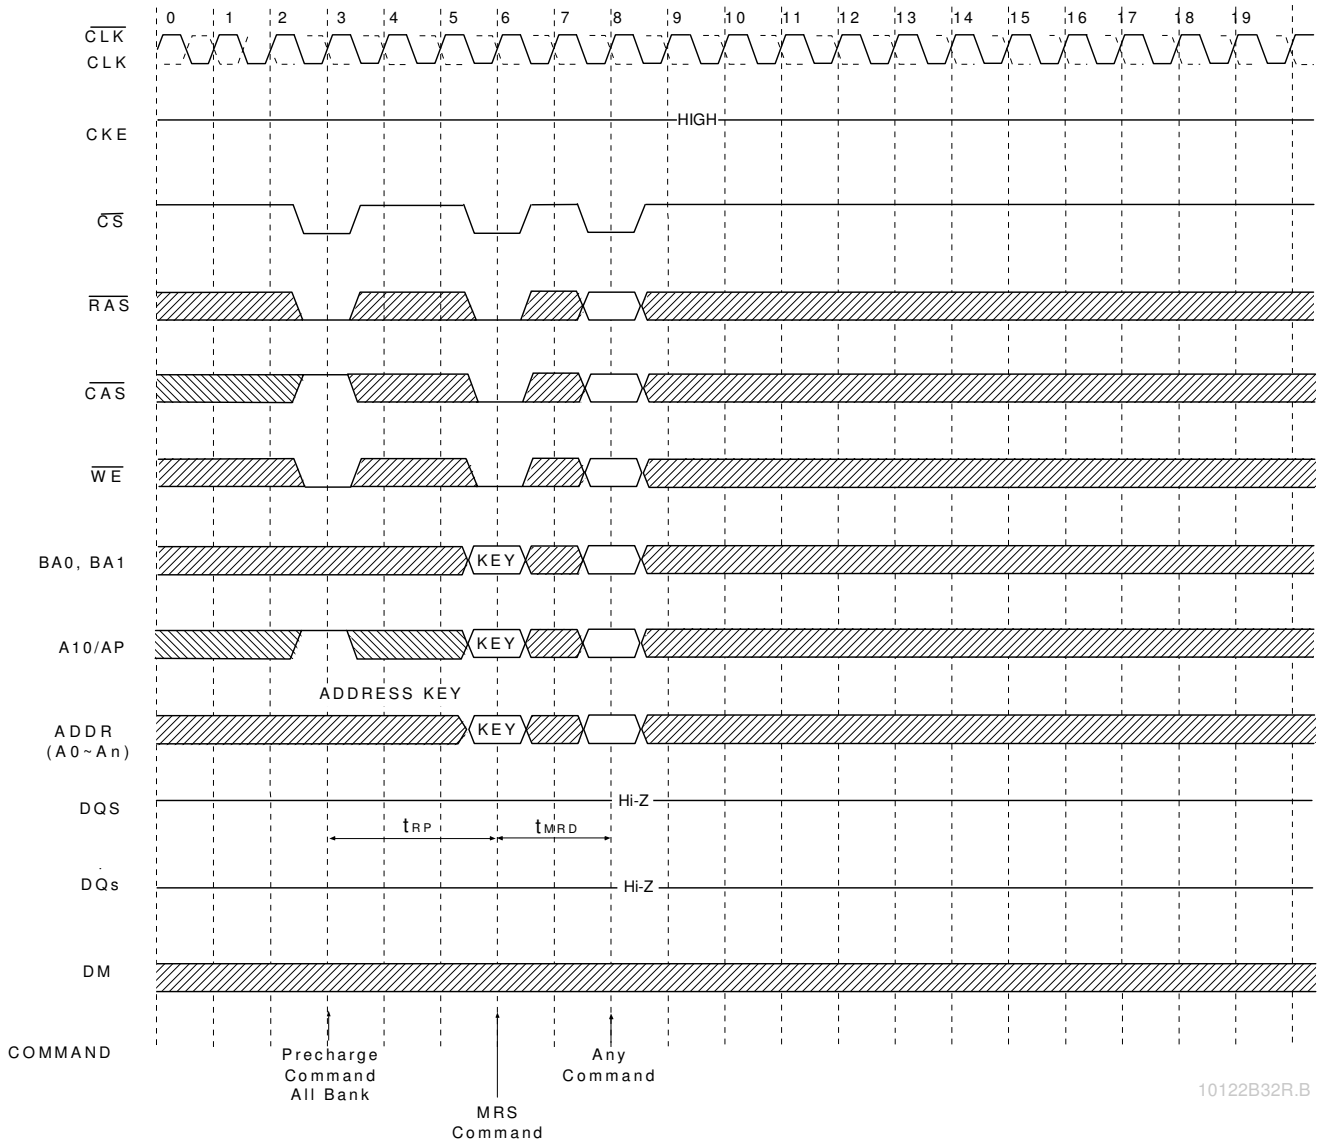 0 1 2 3 4 5 6 7 8 9 10 11 12 13 14 15 16 17 18 19
CLK
CLK
HIGH
CKE
CS
RAS
CAS
WE
BA0, BA1 KEY
A10/AP KEY
ADDRESS KEY
ADDR KEY
(A0~An)
DQS Hi-Z
tRP tMRD
DQs Hi-Z
DM
COMMAND
Precharge
Command
All Bank
Any
Command
MRS
Command
10122B32R.B